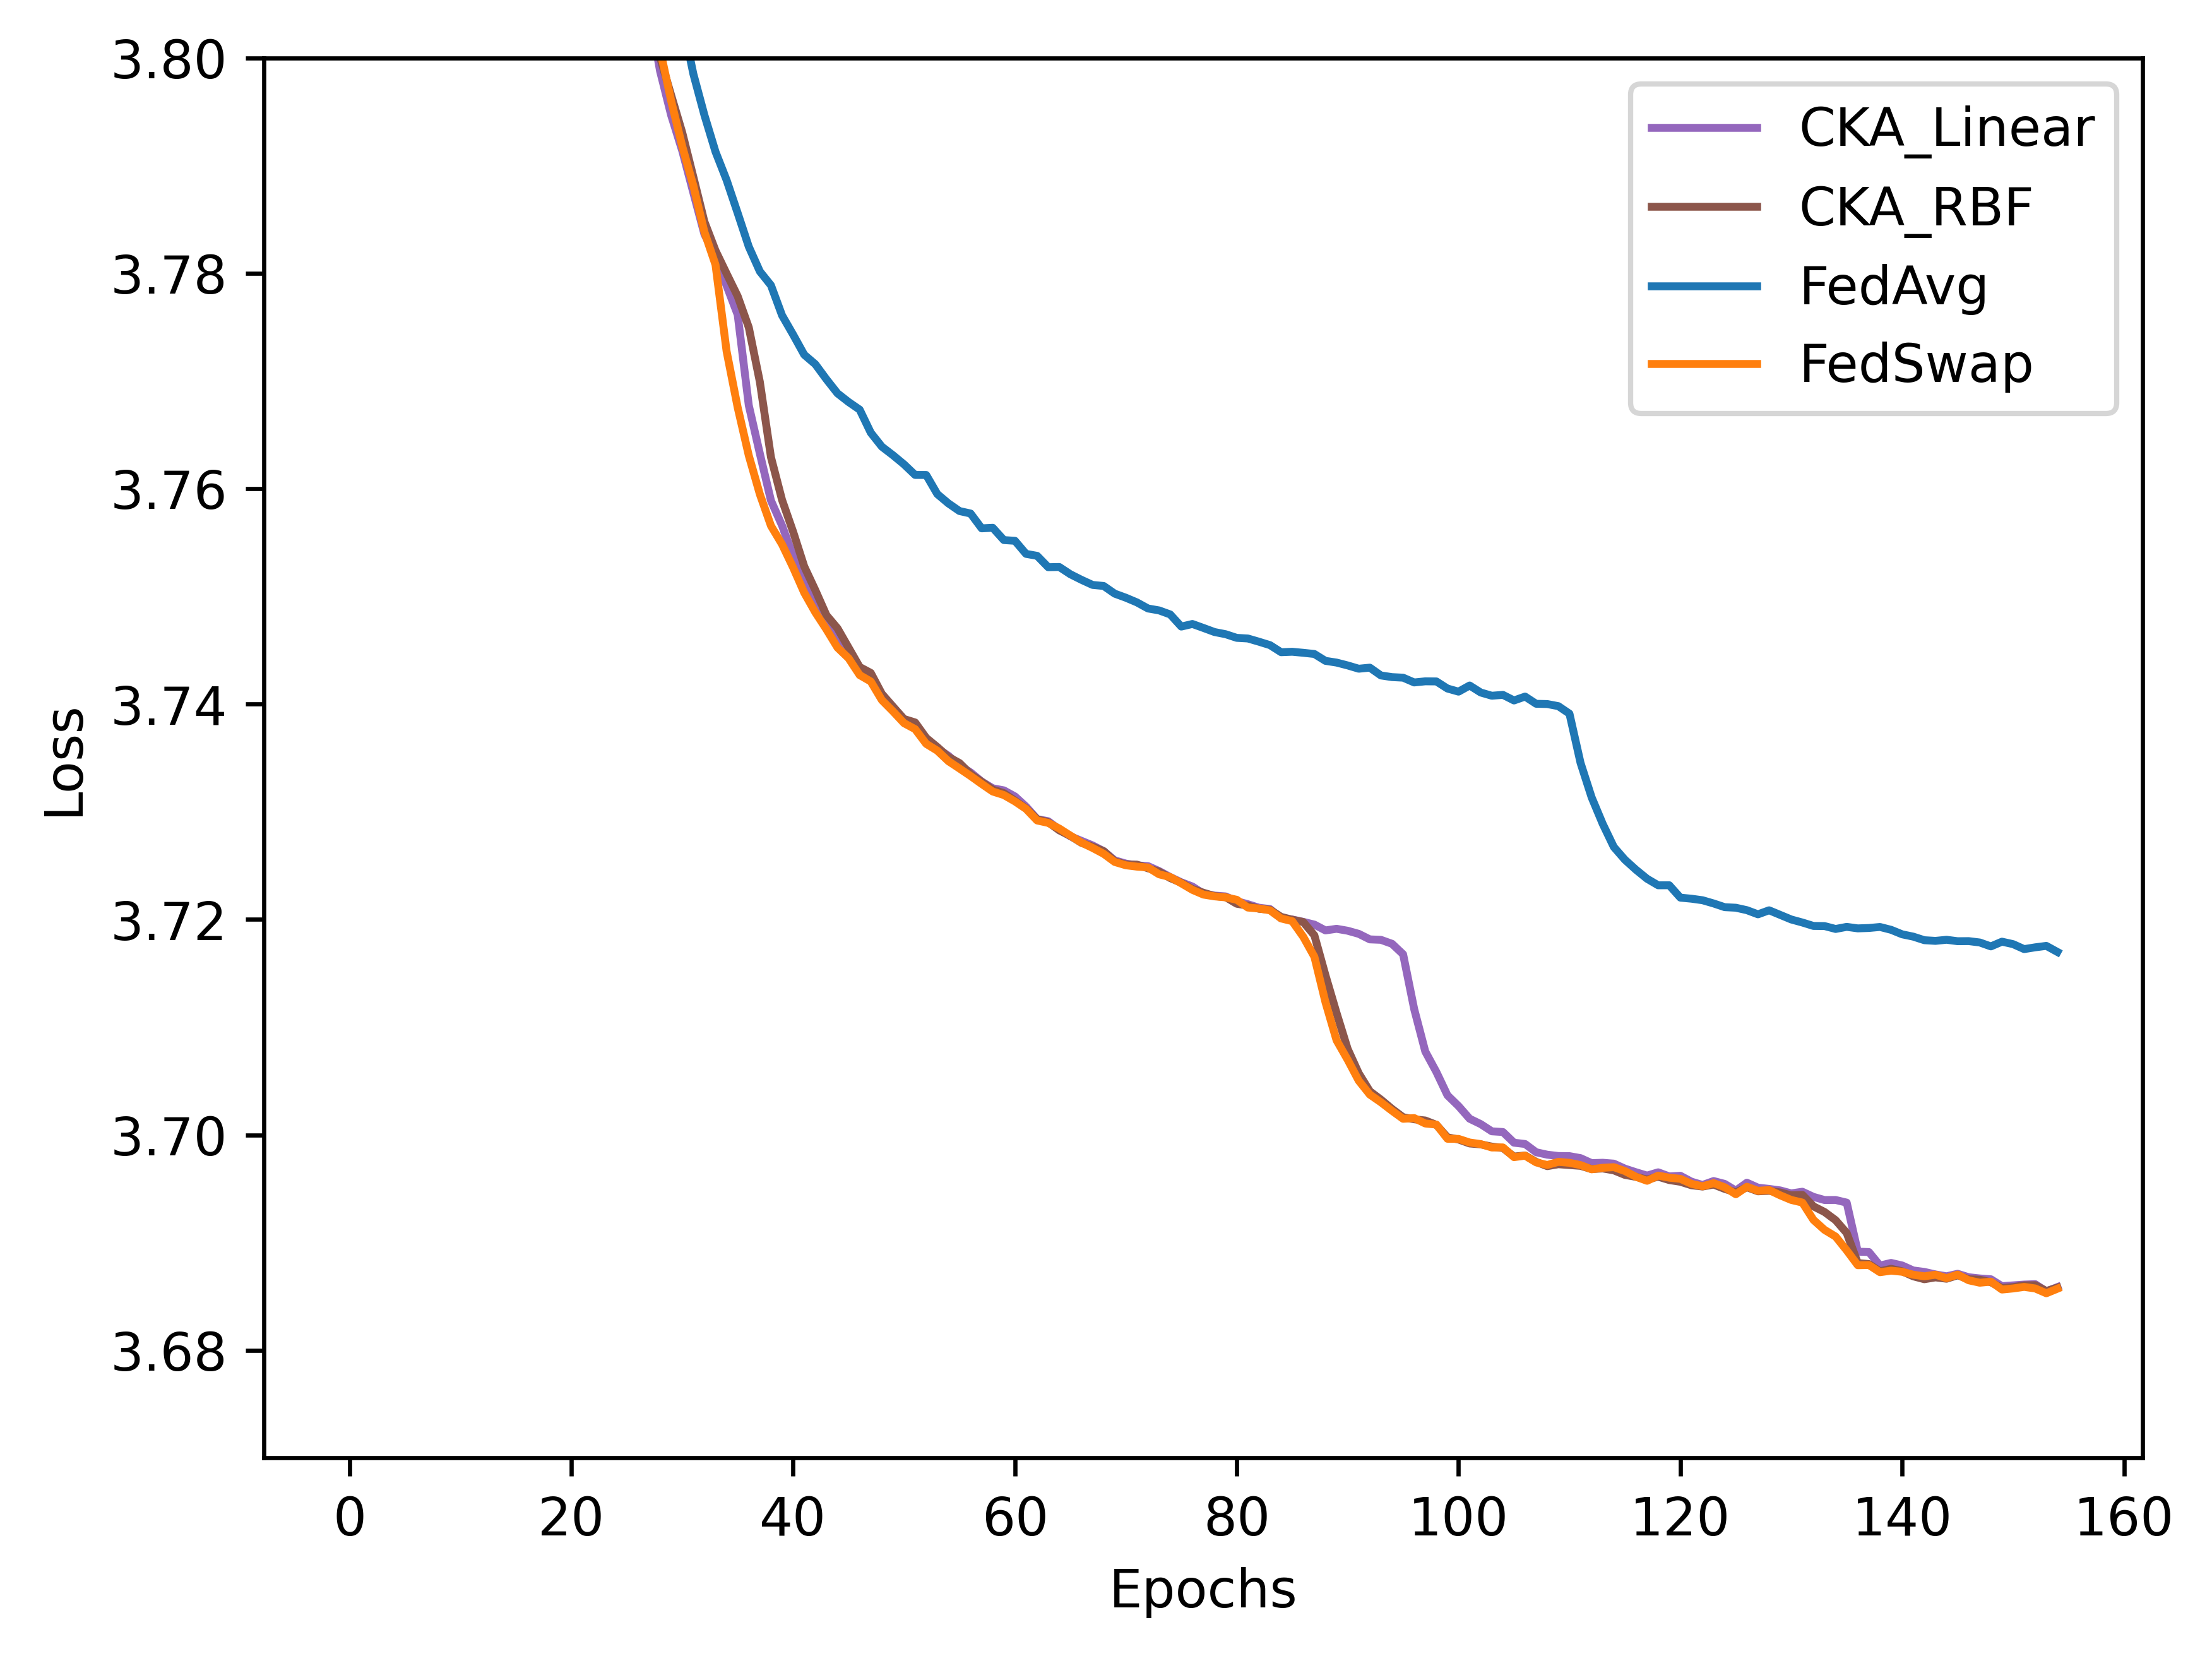 3.80
3.78
3.76
3.74
3.72
3.70
3.68
Loss
0 20 40 60 80 100 120 140 160
Epochs
CKA_Linear
CKA_RBF
FedAvg
FedSwap